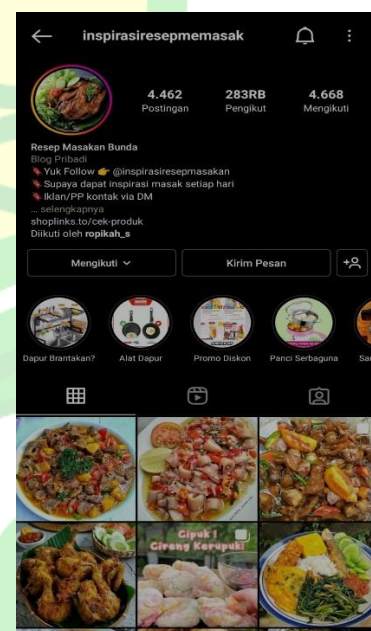 inspirasiresepmemasak
4.462 283RB 4.668
Postingan Pengikut Mengikuti
Resep Masakan Bunda
Blog Pribadi
Yuk Follow 👉 @inspirasiresepmasakan
Supaya dapat inspirasi masak setiap hari
Iklan/PP kontak via DM
... selengkapnya
shoplinks.to/cek-produk
Diikuti oleh ropikah_s
Mengikuti Kirim Pesan
Dapur Brantakan? Alat Dapur Promo Diskon Panci Serbaguna Sa
Cipuk !
Cireng Kerupuk!